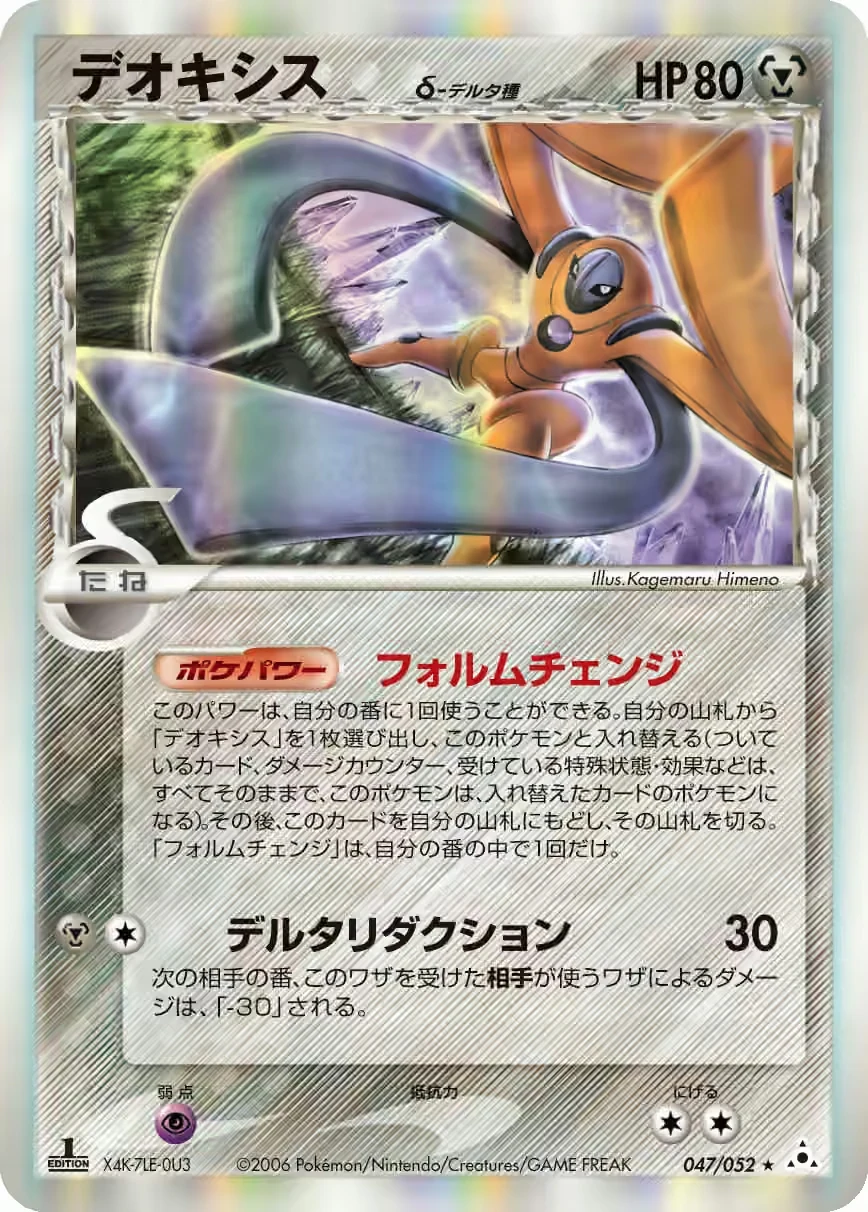 デオキシス δ-デルタ種 HP80
たね
Illus.Kagemaru Himeno
ポケパワー フォルムチェンジ
このパワーは、自分の番に1回使うことができる。自分の山札から
「デオキシス」を1枚選び出し、このポケモンと入れ替える(ついて
いるカード、ダメージカウンター、受けている特殊状態・効果などは、
すべてそのままで、このポケモンは、入れ替えたカードのポケモンに
なる)。その後、このカードを自分の山札にもどし、その山札を切る。
「フォルムチェンジ」は、自分の番の中で1回だけ。
デルタリダクション 30
次の相手の番、このワザを受けた相手が使うワザによるダメー
ジは、「-30」される。
弱点 抵抗力 にげる
1 EDITION X4K-7LE-0U3 ©2006 Pokémon/Nintendo/Creatures/GAME FREAK 047/052 ★